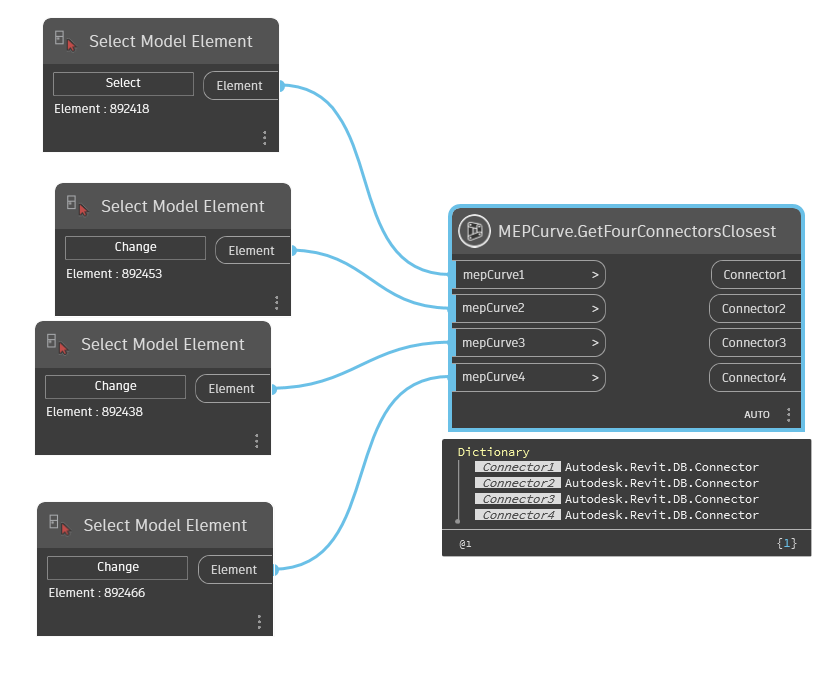 Select Model Element
Select
Element
Element : 892418
Select Model Element
Change
Element
Element : 892453
Select Model Element
Change
Element
Element : 892438
Select Model Element
Change
Element
Element : 892466
MEPCurve.GetFourConnectorsClosest
mepCurve1 > Connector1
mepCurve2 > Connector2
mepCurve3 > Connector3
mepCurve4 > Connector4
AUTO
Dictionary
Connector1 Autodesk.Revit.DB.Connector
Connector2 Autodesk.Revit.DB.Connector
Connector3 Autodesk.Revit.DB.Connector
Connector4 Autodesk.Revit.DB.Connector
@1 {1}